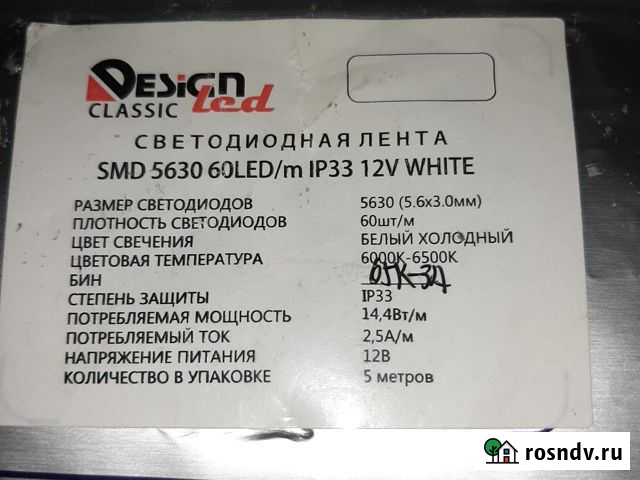 DESIGN
CLASSIC Led
СВЕТОДИОДНАЯ ЛЕНТА
SMD 5630 60LED/m IP33 12V WHITE
РАЗМЕР СВЕТОДИОДОВ 5630 (5.6х3.0мм)
ПЛОТНОСТЬ СВЕТОДИОДОВ 60шт/м
ЦВЕТ СВЕЧЕНИЯ БЕЛЫЙ ХОЛОДНЫЙ
ЦВЕТОВАЯ ТЕМПЕРАТУРА 6000K-6500K
БИН
СТЕПЕНЬ ЗАЩИТЫ IP33
ПОТРЕБЛЯЕМАЯ МОЩНОСТЬ 14,4Вт/м
ПОТРЕБЛЯЕМЫЙ ТОК 2,5А/м
НАПРЯЖЕНИЕ ПИТАНИЯ 12В
КОЛИЧЕСТВО В УПАКОВКЕ 5 метров
rosndv.ru